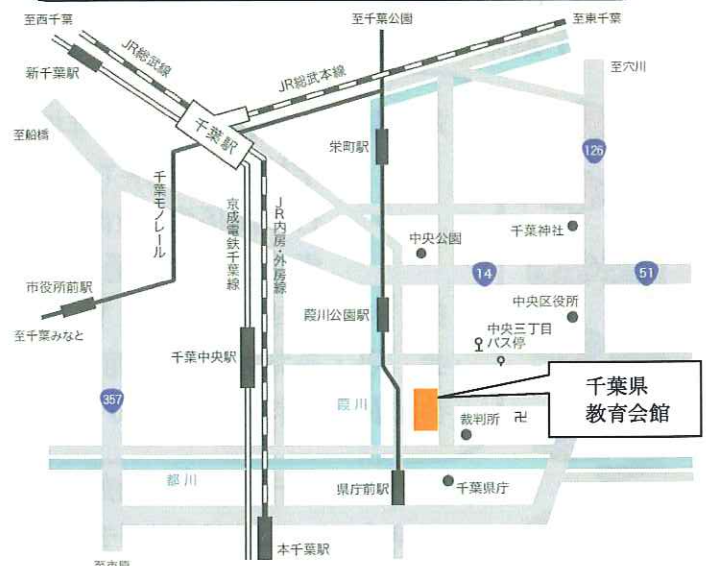 至西千葉
至千葉公園
至東千葉
JR総武線
JR総武本線
新千葉駅
至穴川
至船橋
千葉駅
栄町駅
126
千葉モノレール
京成電鉄千葉線
JR内房・外房線
千葉神社
中央公園
14
51
市役所前駅
中央区役所
葭川公園駅
至千葉みなと
中央三丁目
バス停
千葉中央駅
千葉県
教育会館
357
葭川
裁判所
卍
都川
県庁前駅
千葉県庁
本千葉駅